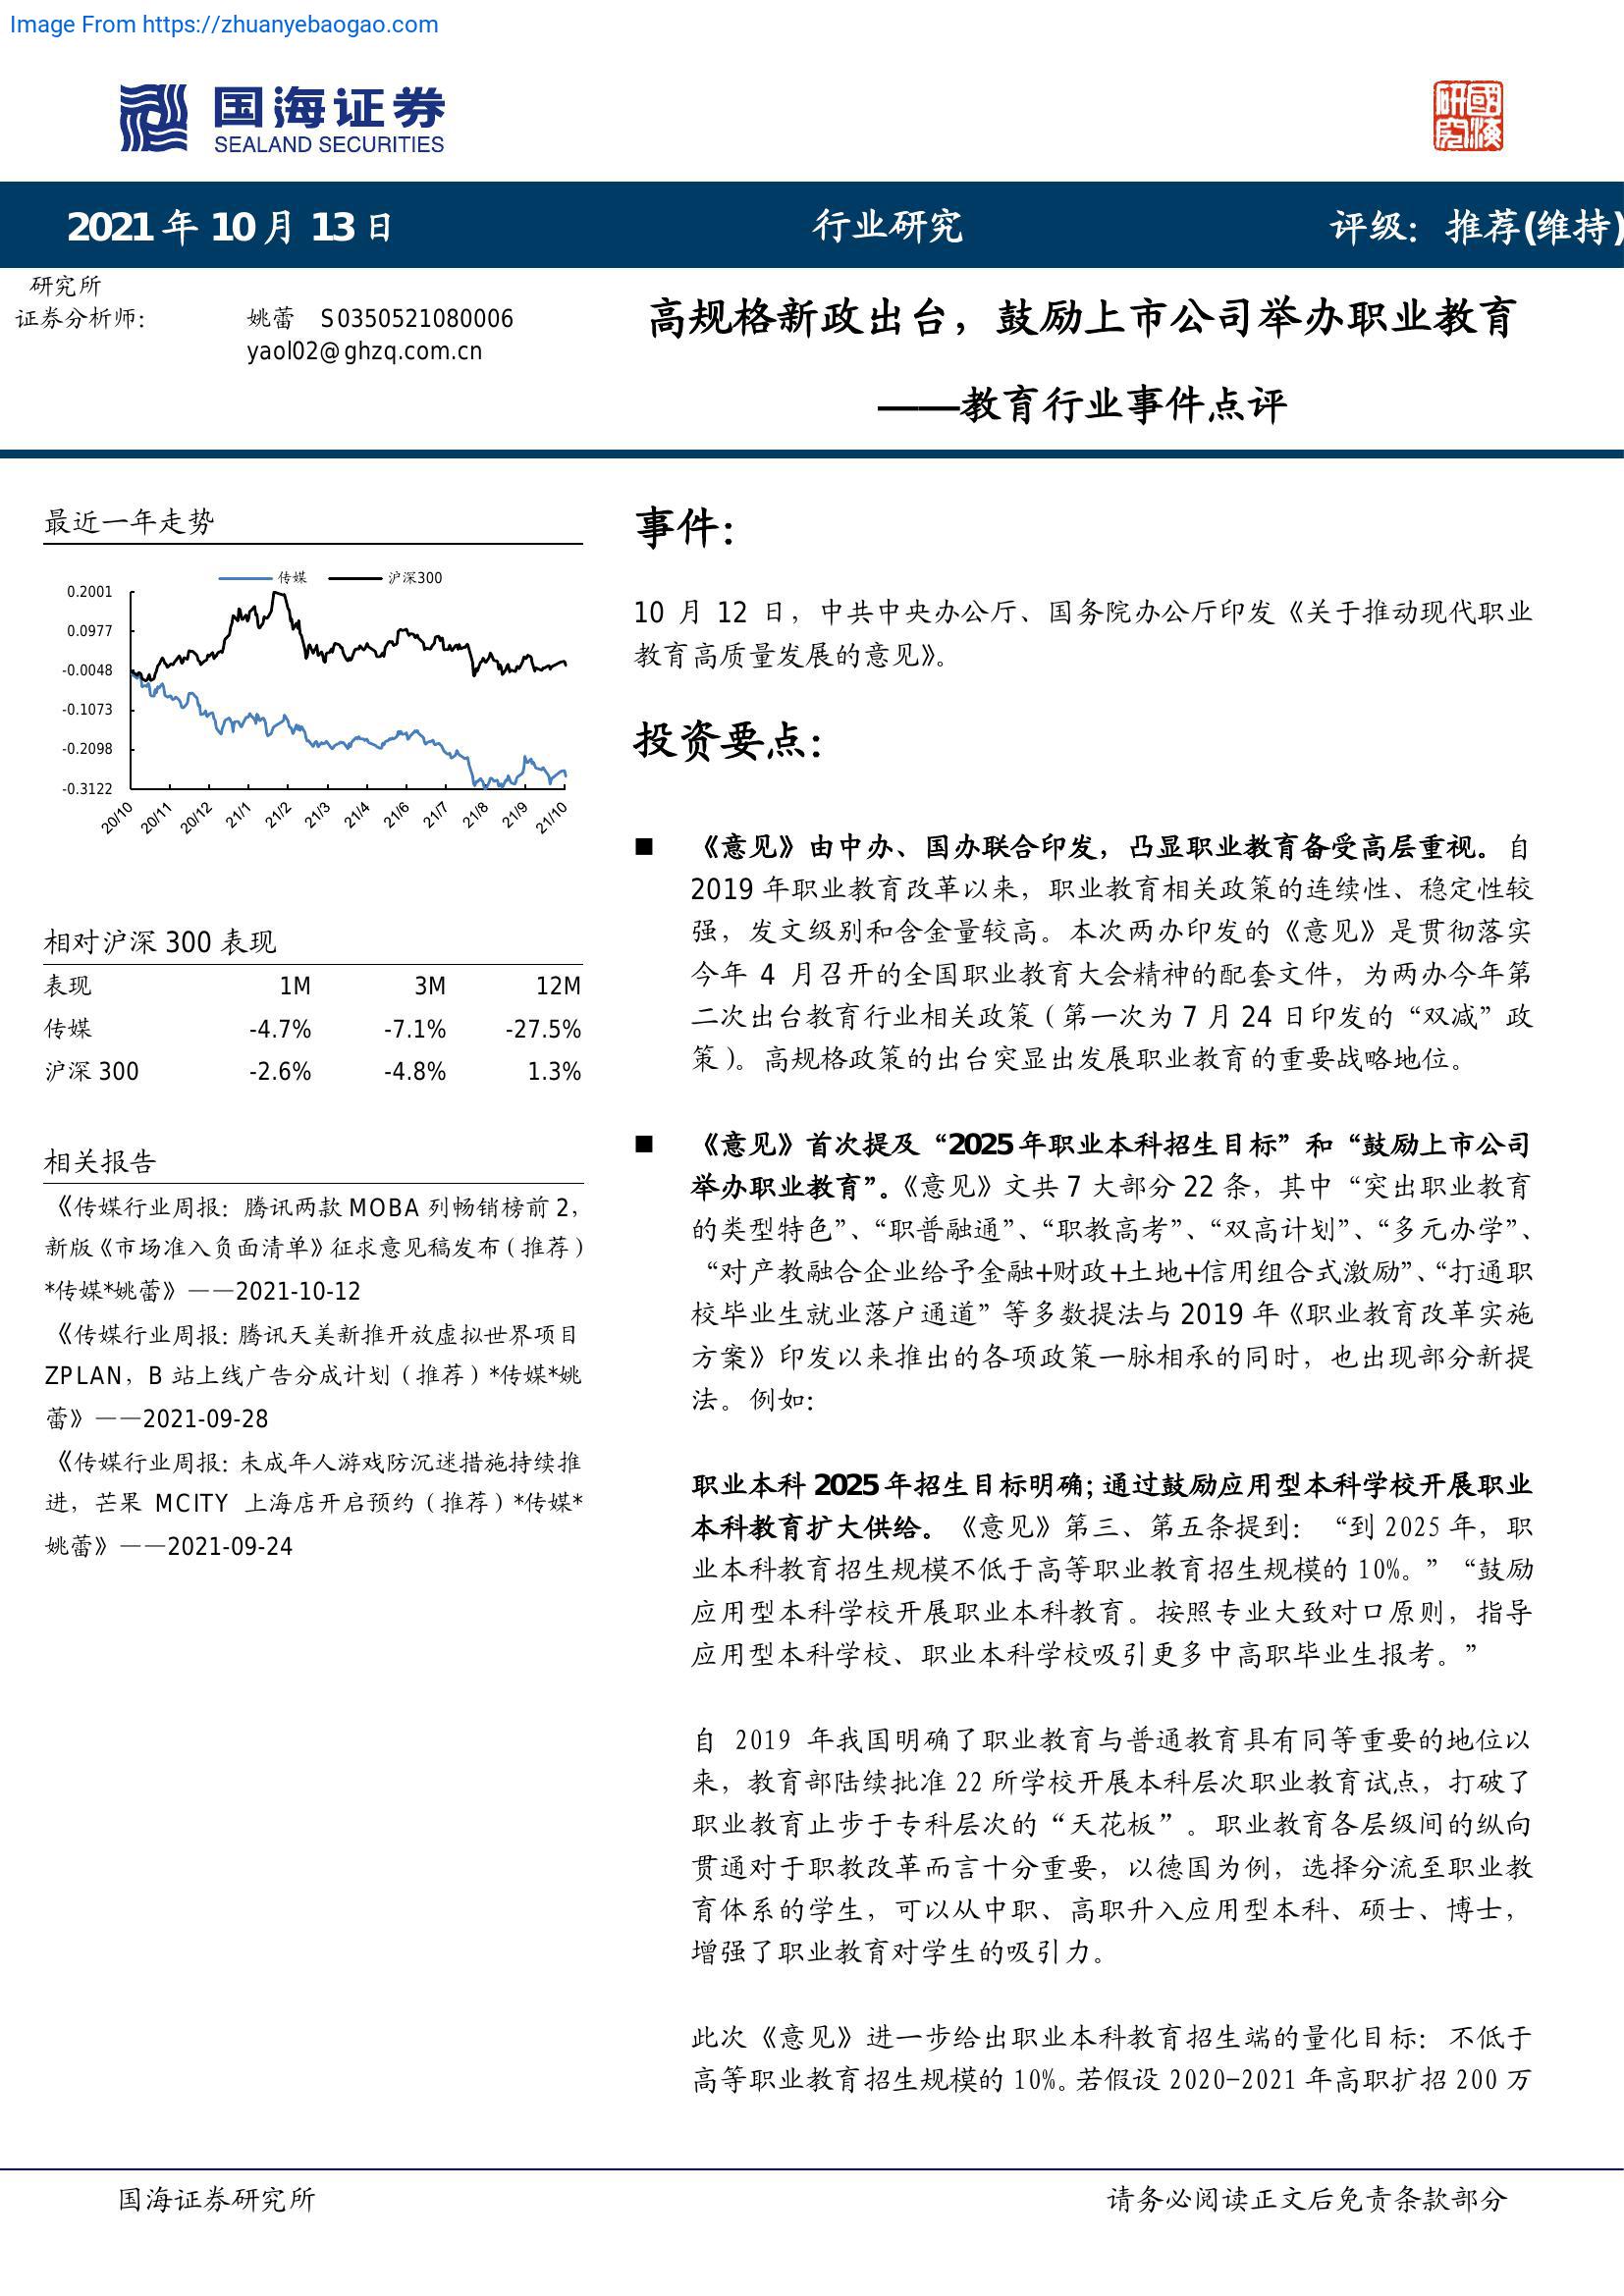 Image From https://zhuanyebaogao.com
国海证券
SEALAND SECURITIES
研 國
究 海
2021 年 10 月 13 日
行业研究
评级：推荐(维持)
研究所
证券分析师：
姚蕾 S0350521080006
yaol02@ghzq.com.cn
高规格新政出台，鼓励上市公司举办职业教育
——教育行业事件点评
最近一年走势
传媒 沪深300
0.2001
0.0977
-0.0048
-0.1073
-0.2098
-0.3122
20/10 20/11 20/12 21/1 21/2 21/3 21/4 21/6 21/7 21/8 21/9 21/10
相对沪深 300 表现
表现 1M 3M 12M
传媒 -4.7% -7.1% -27.5%
沪深 300 -2.6% -4.8% 1.3%
相关报告
《传媒行业周报：腾讯两款 MOBA 列畅销榜前 2，
新版《市场准入负面清单》征求意见稿发布（推荐）
*传媒*姚蕾》——2021-10-12
《传媒行业周报：腾讯天美新推开放虚拟世界项目
ZPLAN，B 站上线广告分成计划（推荐）*传媒*姚
蕾》——2021-09-28
《传媒行业周报：未成年人游戏防沉迷措施持续推
进，芒果 MCITY 上海店开启预约（推荐）*传媒*
姚蕾》——2021-09-24
事件：
10 月 12 日，中共中央办公厅、国务院办公厅印发《关于推动现代职业
教育高质量发展的意见》。
投资要点：
■ 《意见》由中办、国办联合印发，凸显职业教育备受高层重视。自
2019 年职业教育改革以来，职业教育相关政策的连续性、稳定性较
强，发文级别和含金量较高。本次两办印发的《意见》是贯彻落实
今年 4 月召开的全国职业教育大会精神的配套文件，为两办今年第
二次出台教育行业相关政策（第一次为 7 月 24 日印发的“双减”政
策）。高规格政策的出台突显出发展职业教育的重要战略地位。
■ 《意见》首次提及“2025 年职业本科招生目标”和“鼓励上市公司
举办职业教育”。《意见》文共 7 大部分 22 条，其中“突出职业教育
的类型特色”、“职普融通”、“职教高考”、“双高计划”、“多元办学”、
“对产教融合企业给予金融+财政+土地+信用组合式激励”、“打通职
校毕业生就业落户通道”等多数提法与 2019 年《职业教育改革实施
方案》印发以来推出的各项政策一脉相承的同时，也出现部分新提
法。例如：
职业本科 2025 年招生目标明确；通过鼓励应用型本科学校开展职业
本科教育扩大供给。《意见》第三、第五条提到：“到 2025 年，职
业本科教育招生规模不低于高等职业教育招生规模的 10%。”“鼓励
应用型本科学校开展职业本科教育。按照专业大致对口原则，指导
应用型本科学校、职业本科学校吸引更多中高职毕业生报考。”
自 2019 年我国明确了职业教育与普通教育具有同等重要的地位以
来，教育部陆续批准 22 所学校开展本科层次职业教育试点，打破了
职业教育止步于专科层次的“天花板”。职业教育各层级间的纵向
贯通对于职教改革而言十分重要，以德国为例，选择分流至职业教
育体系的学生，可以从中职、高职升入应用型本科、硕士、博士，
增强了职业教育对学生的吸引力。
此次《意见》进一步给出职业本科教育招生端的量化目标：不低于
高等职业教育招生规模的 10%。若假设 2020-2021 年高职扩招 200 万
国海证券研究所
请务必阅读正文后免责条款部分